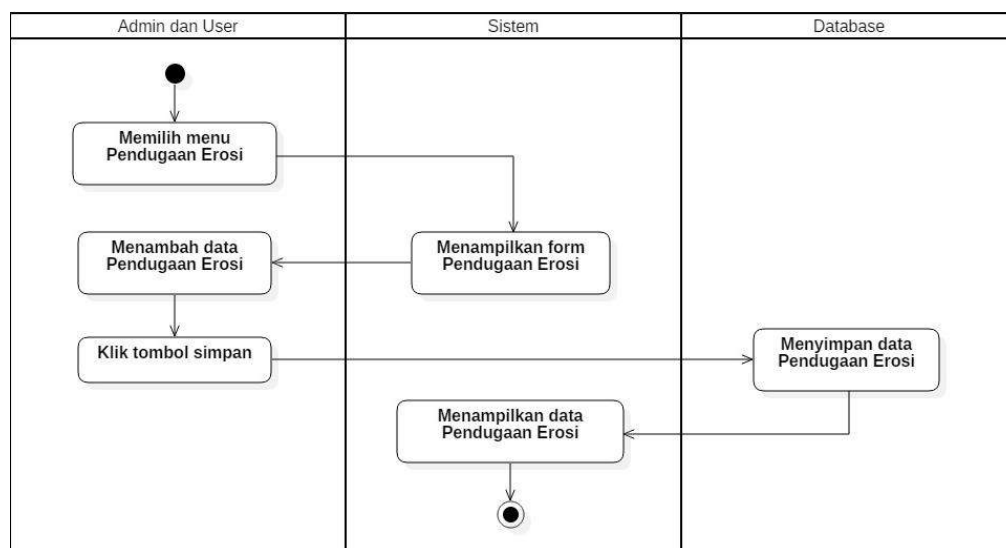 Admin dan User
Sistem
Database
Memilih menu
Pendugaan Erosi
Menambah data
Pendugaan Erosi
Menampilkan form
Pendugaan Erosi
Klik tombol simpan
Menyimpan data
Pendugaan Erosi
Menampilkan data
Pendugaan Erosi